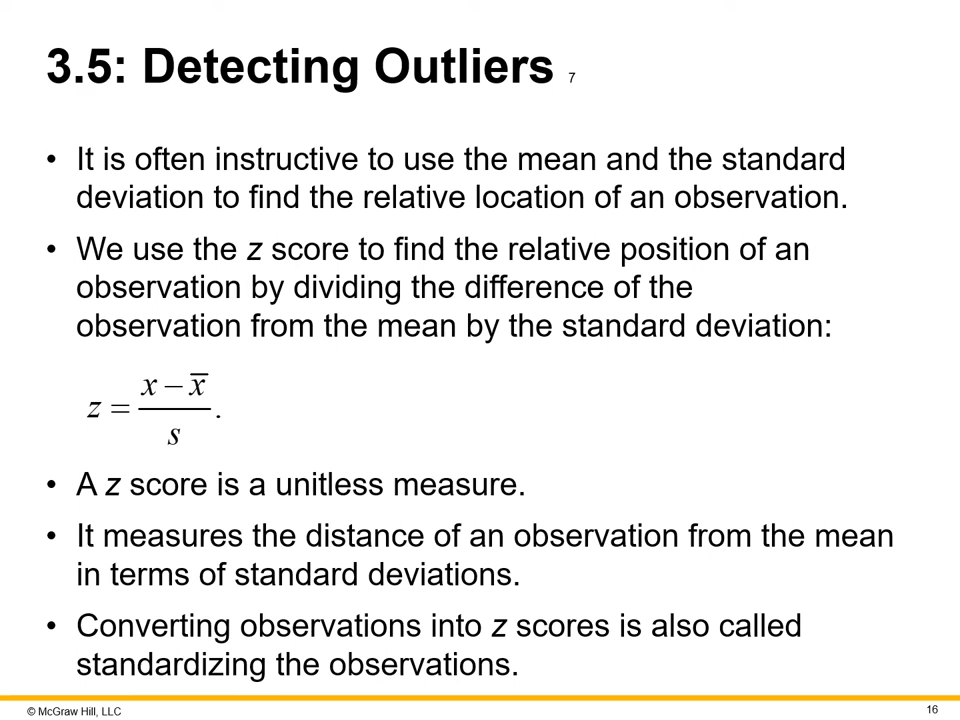 3.5: Detecting Outliers 7
• It is often instructive to use the mean and the standard
deviation to find the relative location of an observation.
• We use the z score to find the relative position of an
observation by dividing the difference of the
observation from the mean by the standard deviation:
z = (x − x̅) / s.
• A z score is a unitless measure.
• It measures the distance of an observation from the mean
in terms of standard deviations.
• Converting observations into z scores is also called
standardizing the observations.
© McGraw Hill, LLC
16